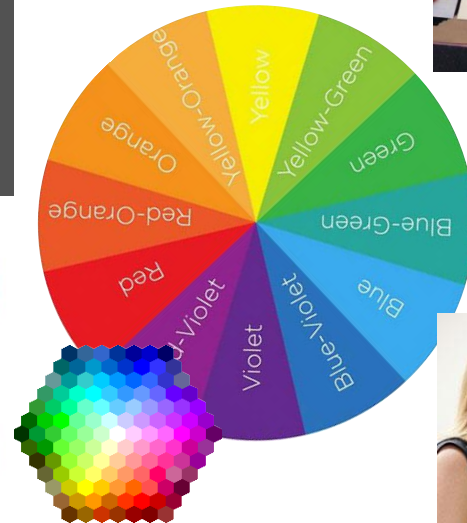 Yellow
Yellow-Green
Green
Blue-Green
Blue
Blue-Violet
Violet
d-Violet
Red
Red-Orange
Orange
Yellow-Orange